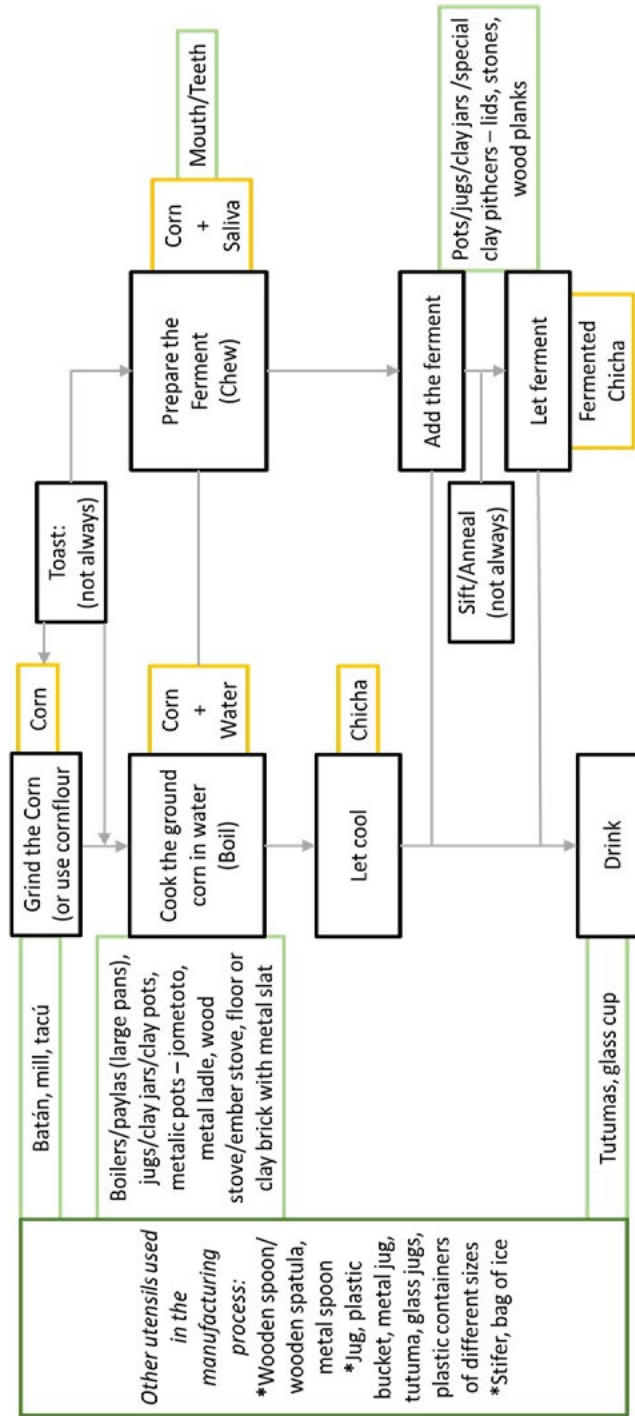 Other utensils used
in the
manufacturing
process:
*Wooden spoon/
wooden spatula,
metal spoon
*Jug, plastic
bucket, metal jug,
tutuma, glass jugs,
plastic containers
of different sizes
*Stifer, bag of ice
Batán, mill, tacú
Grind the Corn
(or use cornflour
Corn
Toast:
(not always)
Boilers/paylas (large pans),
jugs/clay jars/clay pots,
metalic pots – jometoto,
metal ladle, wood
stove/ember stove, floor or
clay brick with metal slat
Cook the ground
corn in water
(Boil)
Corn
+
Water
Prepare the
Ferment
(Chew)
Corn
+
Saliva
Mouth/Teeth
Let cool
Chicha
Add the ferment
Sift/Anneal
(not always)
Pots/jugs/clay jars /special
clay pithcers – lids, stones,
wood planks
Let ferment
Fermented
Chicha
Tutumas, glass cup
Drink